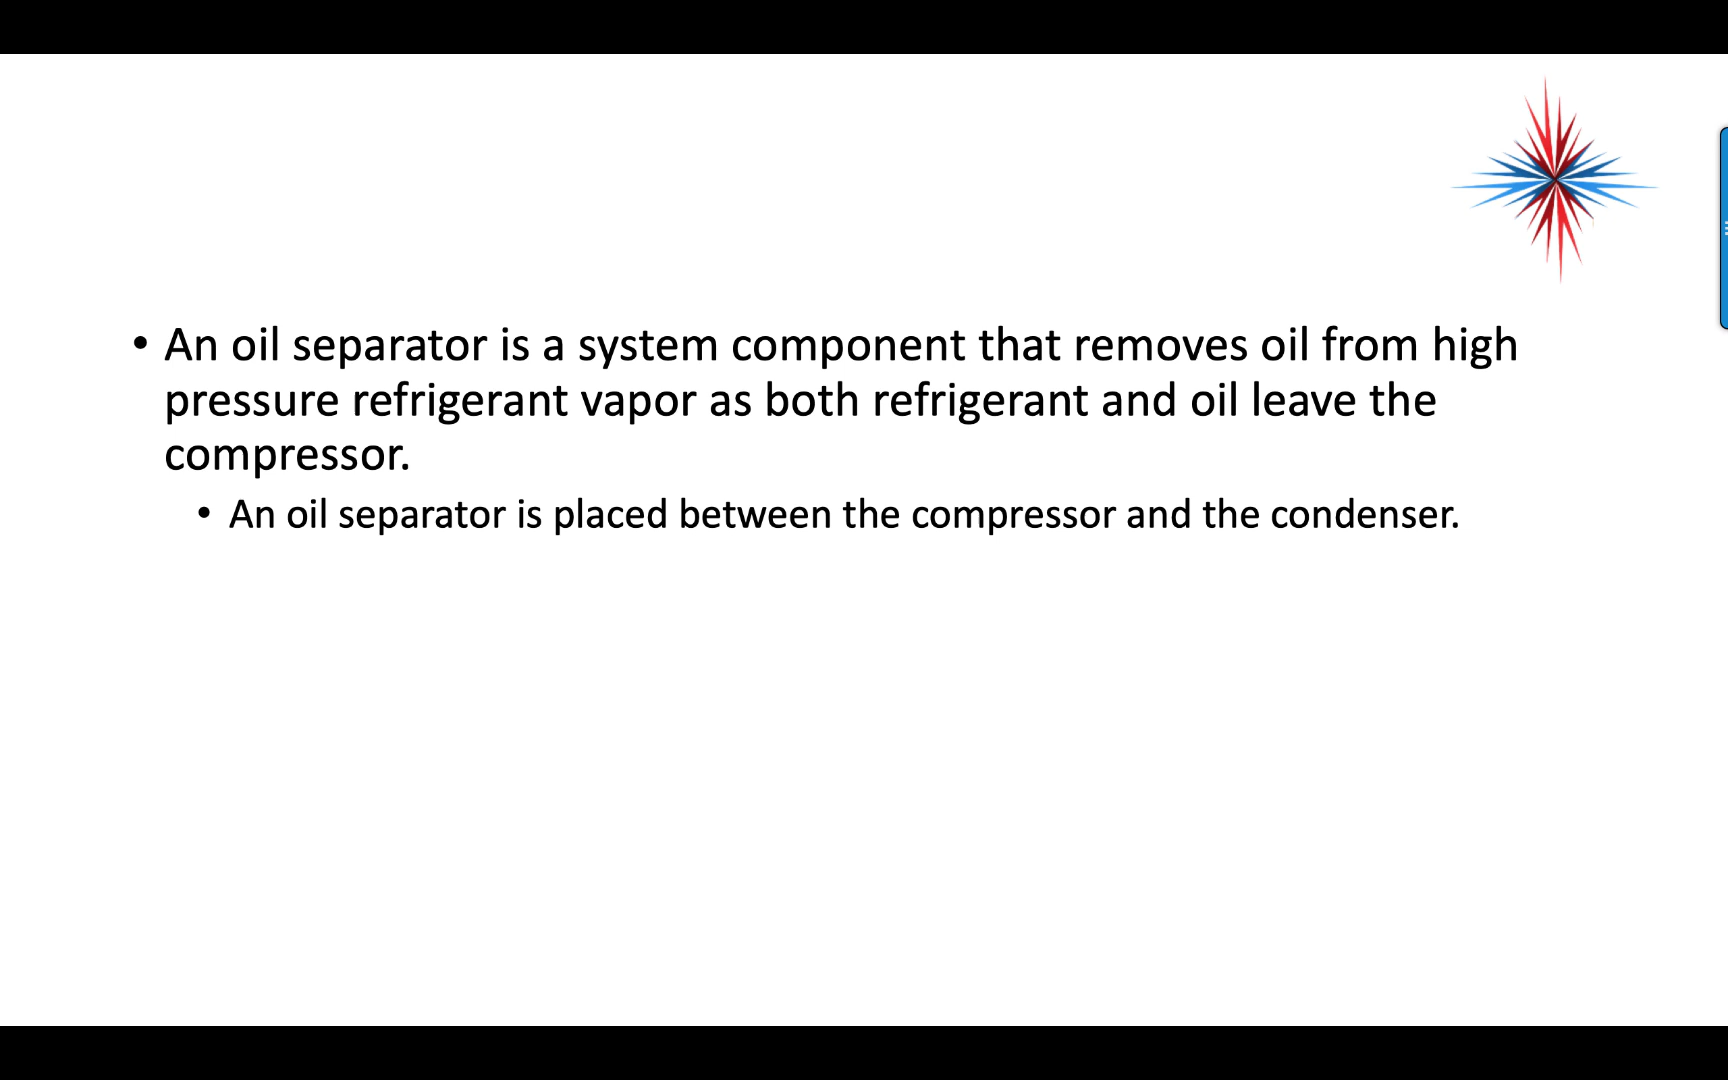 • An oil separator is a system component that removes oil from high
pressure refrigerant vapor as both refrigerant and oil leave the
compressor.
• An oil separator is placed between the compressor and the condenser.